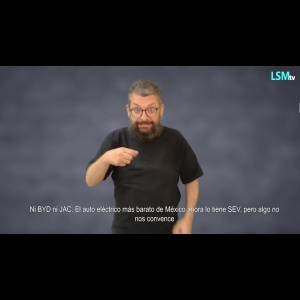 LSMtv
Ni BYD ni JAC. El auto eléctrico más barato de México ahora lo tiene SEV, pero algo no
nos convence